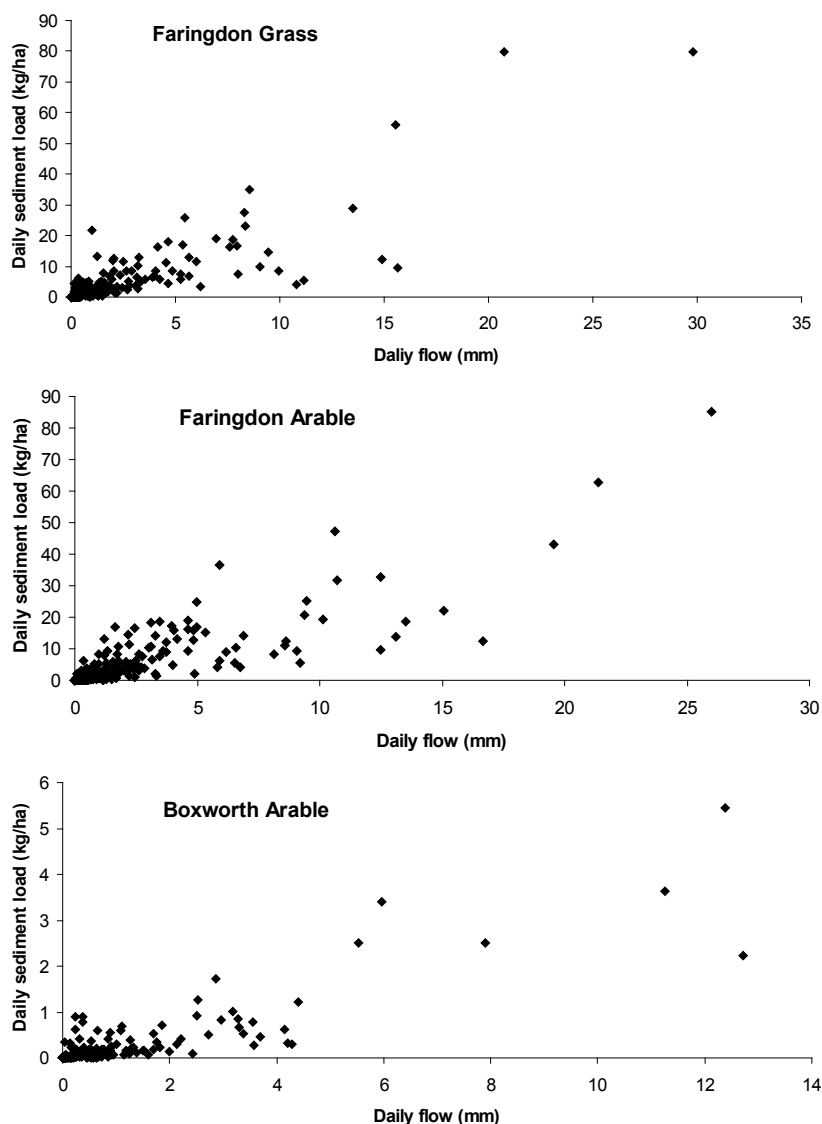 Faringdon Grass
Daily sediment load (kg/ha)
90
80
70
60
50
40
30
20
10
0
0 5 10 15 20 25 30 35
Daliy flow (mm)
Faringdon Arable
Daily sediment load (kg/ha)
90
80
70
60
50
40
30
20
10
0
0 5 10 15 20 25 30
Daily flow (mm)
Boxworth Arable
Daily sediment load (kg/ha)
6
5
4
3
2
1
0
0 2 4 6 8 10 12 14
Daily flow (mm)